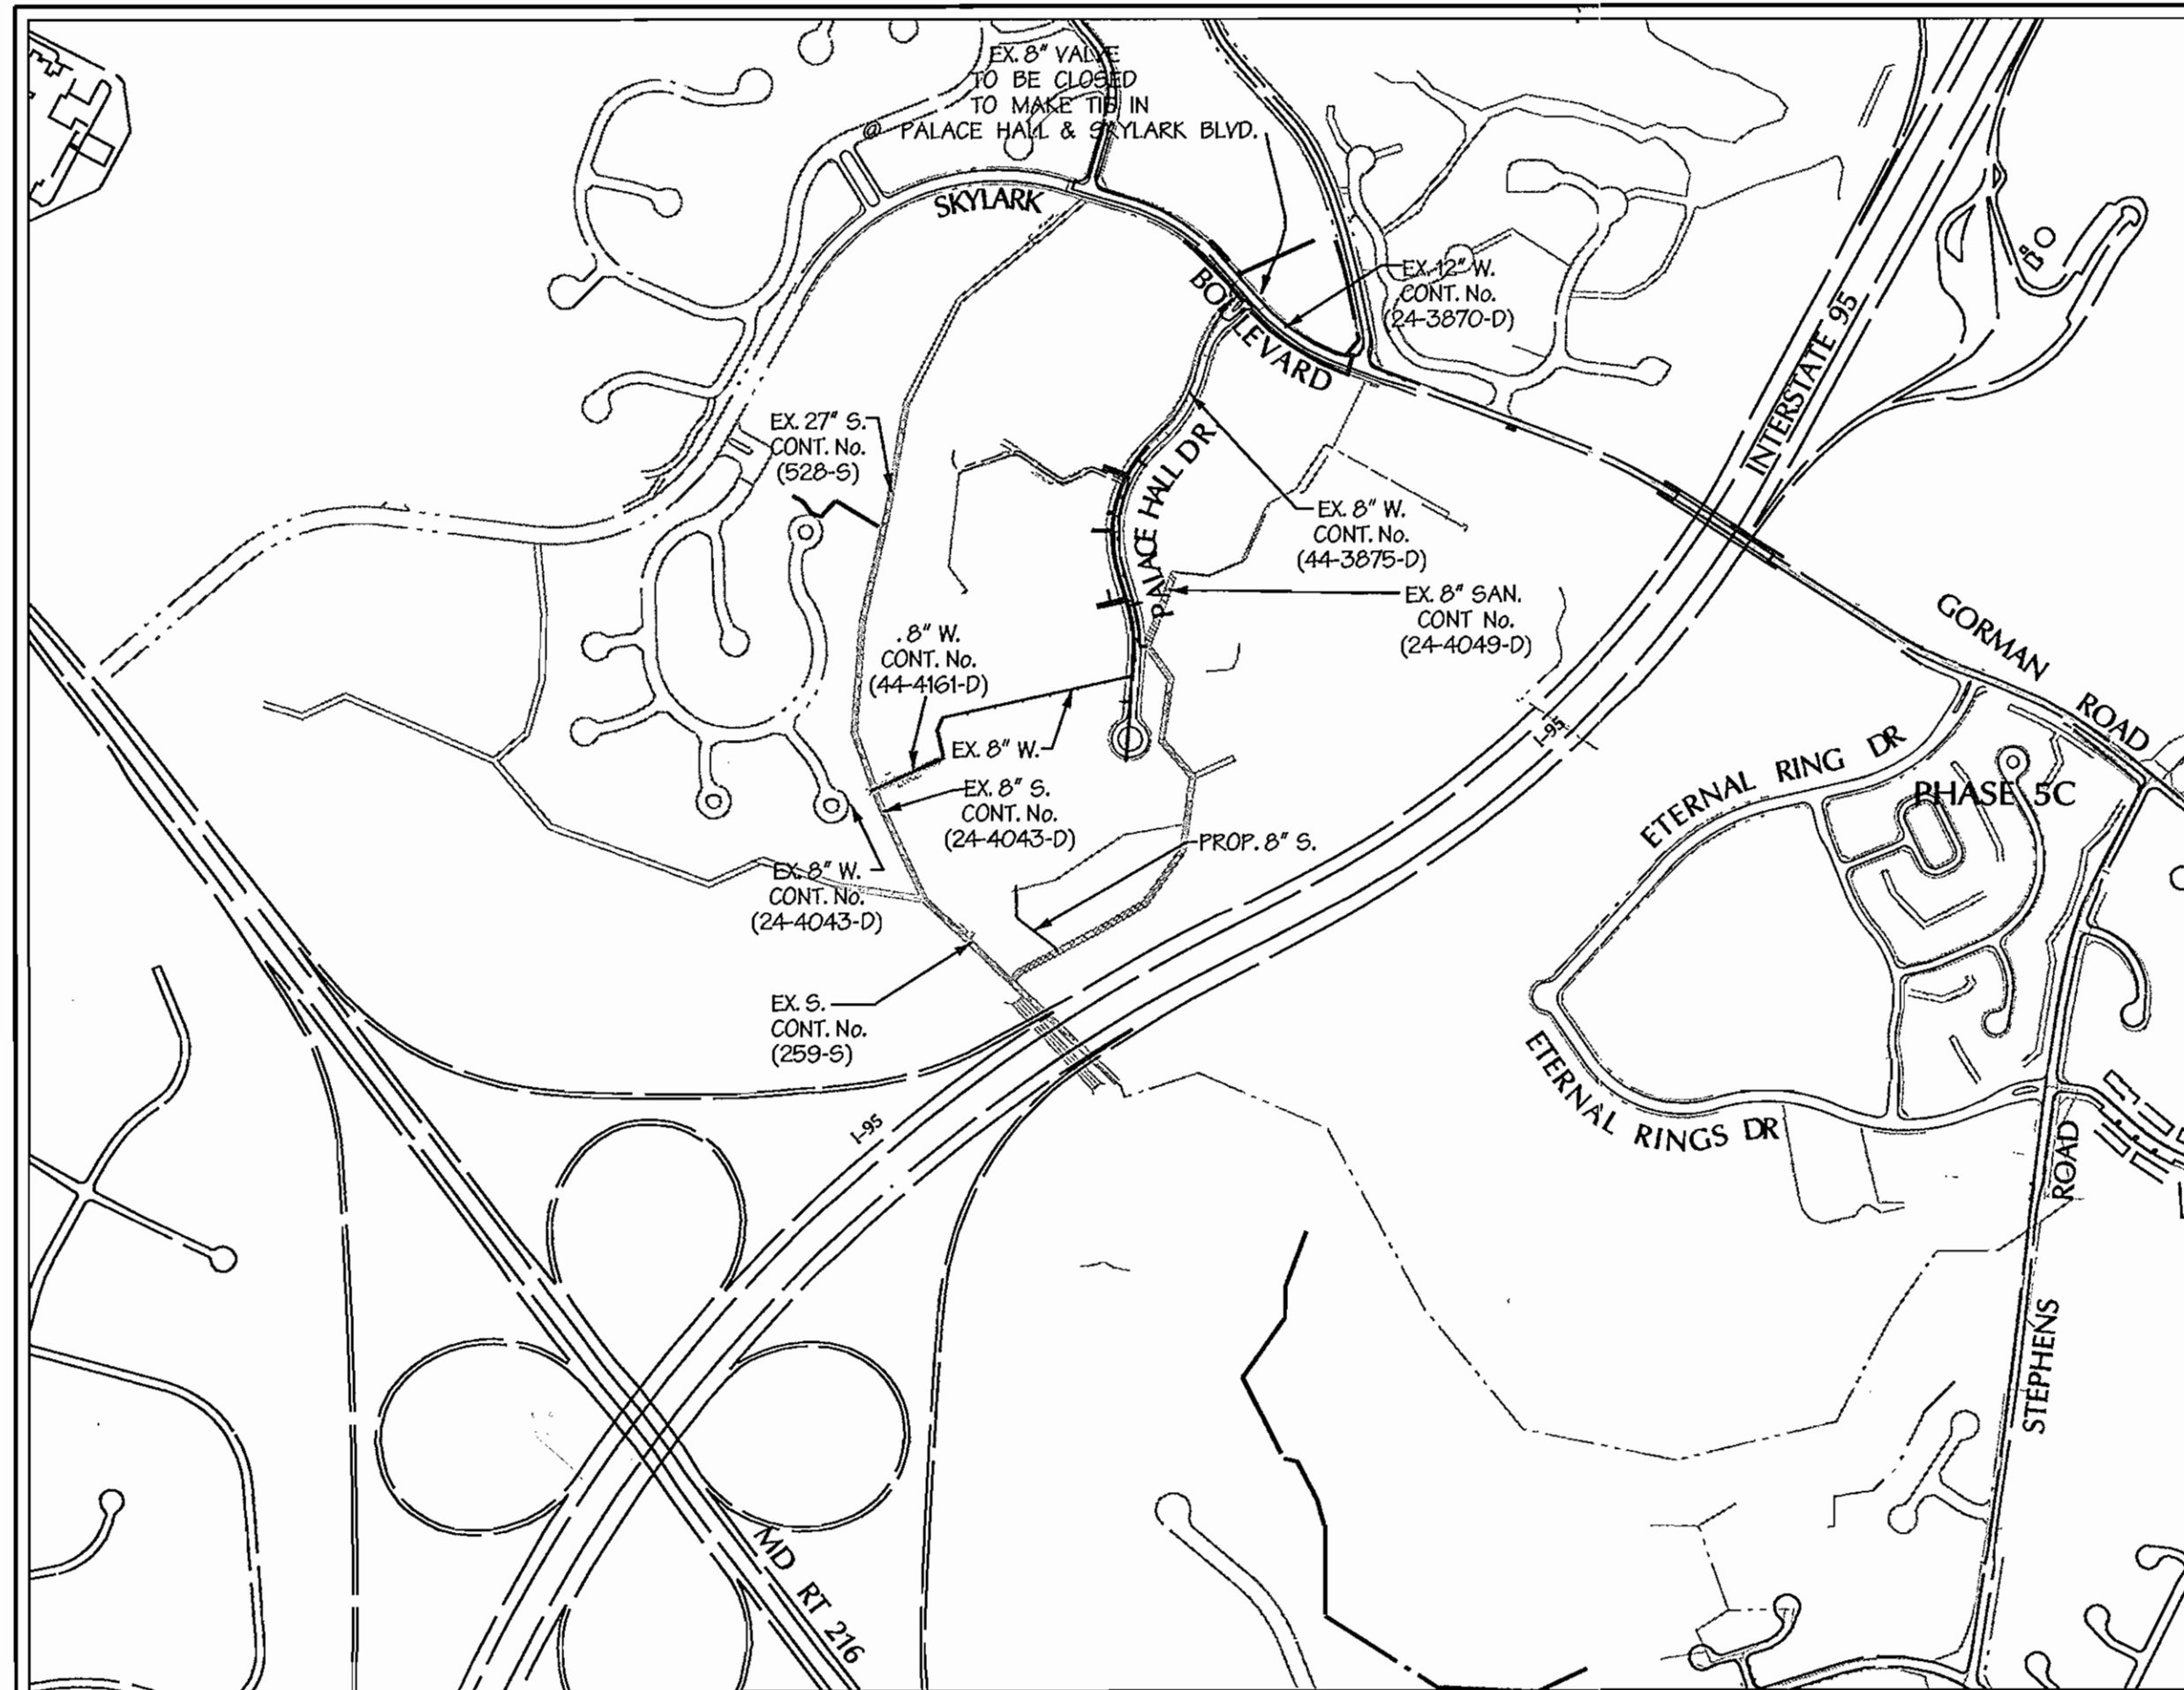 EX. 8" VALVE
TO BE CLOSED
TO MAKE TIE IN
@ PALACE HALL & SKYLARK BLVD.
SKYLARK
BOULEVARD
EX. 12" W.
CONT. No.
(24-3870-D)
INTERSTATE 95
EX. 27" S.
CONT. No.
(528-S)
PALACE HALL DR
EX. 8" W.
CONT. No.
(44-3875-D)
EX. 8" SAN.
CONT No.
(24-4049-D)
. 8" W.
CONT. No.
(44-4161-D)
EX. 8" W.
EX. 8" S.
CONT. No.
(24-4043-D)
PROP. 8" S.
EX. 8" W.
CONT. No.
(24-4043-D)
EX. S.
CONT. No.
(259-S)
I-95
I-95
GORMAN ROAD
ETERNAL RING DR
PHASE 5C
ETERNAL RINGS DR
STEPHENS ROAD
MD RT 216